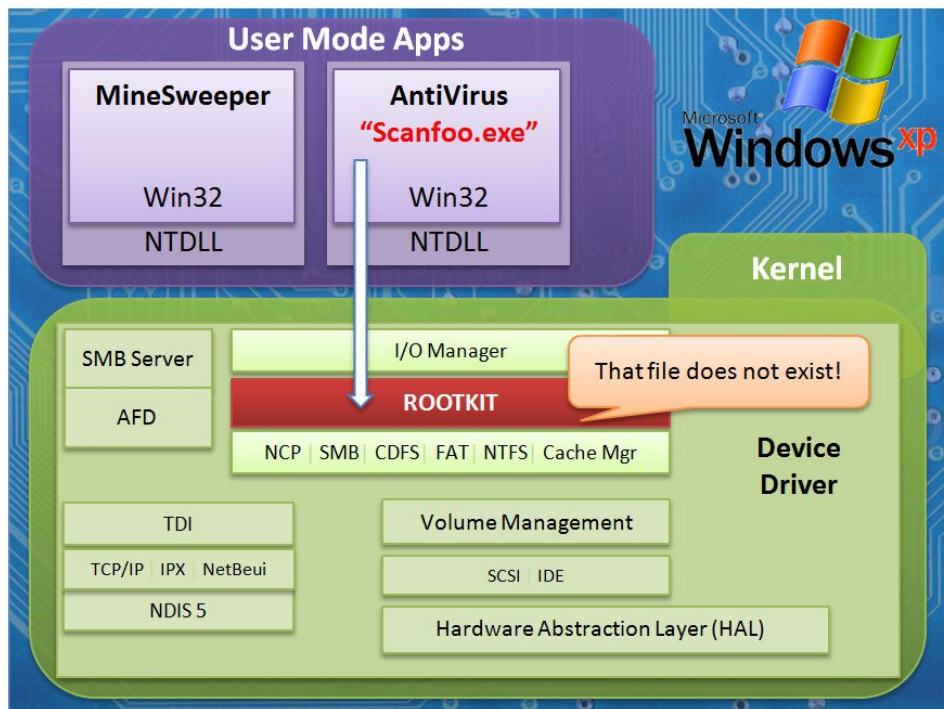 User Mode Apps
MineSweeper
Win32
NTDLL
AntiVirus
“Scanfoo.exe”
Win32
NTDLL
Microsoft
Windows xp
Kernel
SMB Server
AFD
I/O Manager
ROOTKIT
That file does not exist!
NCP | SMB | CDFS | FAT | NTFS | Cache Mgr
Device
Driver
TDI
TCP/IP | IPX | NetBeui
NDIS 5
Volume Management
SCSI | IDE
Hardware Abstraction Layer (HAL)